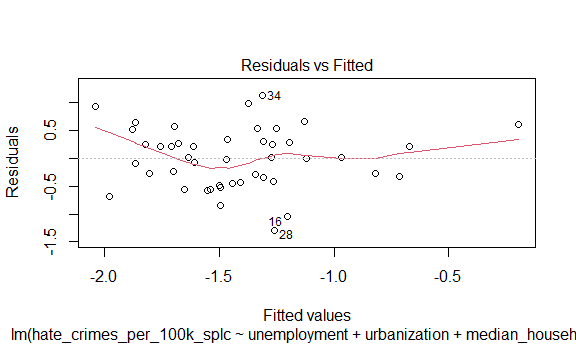 Residuals vs Fitted
Residuals
0.5
-0.5
-1.5
34
16
28
-2.0 -1.5 -1.0 -0.5
Fitted values
lm(hate_crimes_per_100k_splc ~ unemployment + urbanization + median_househ